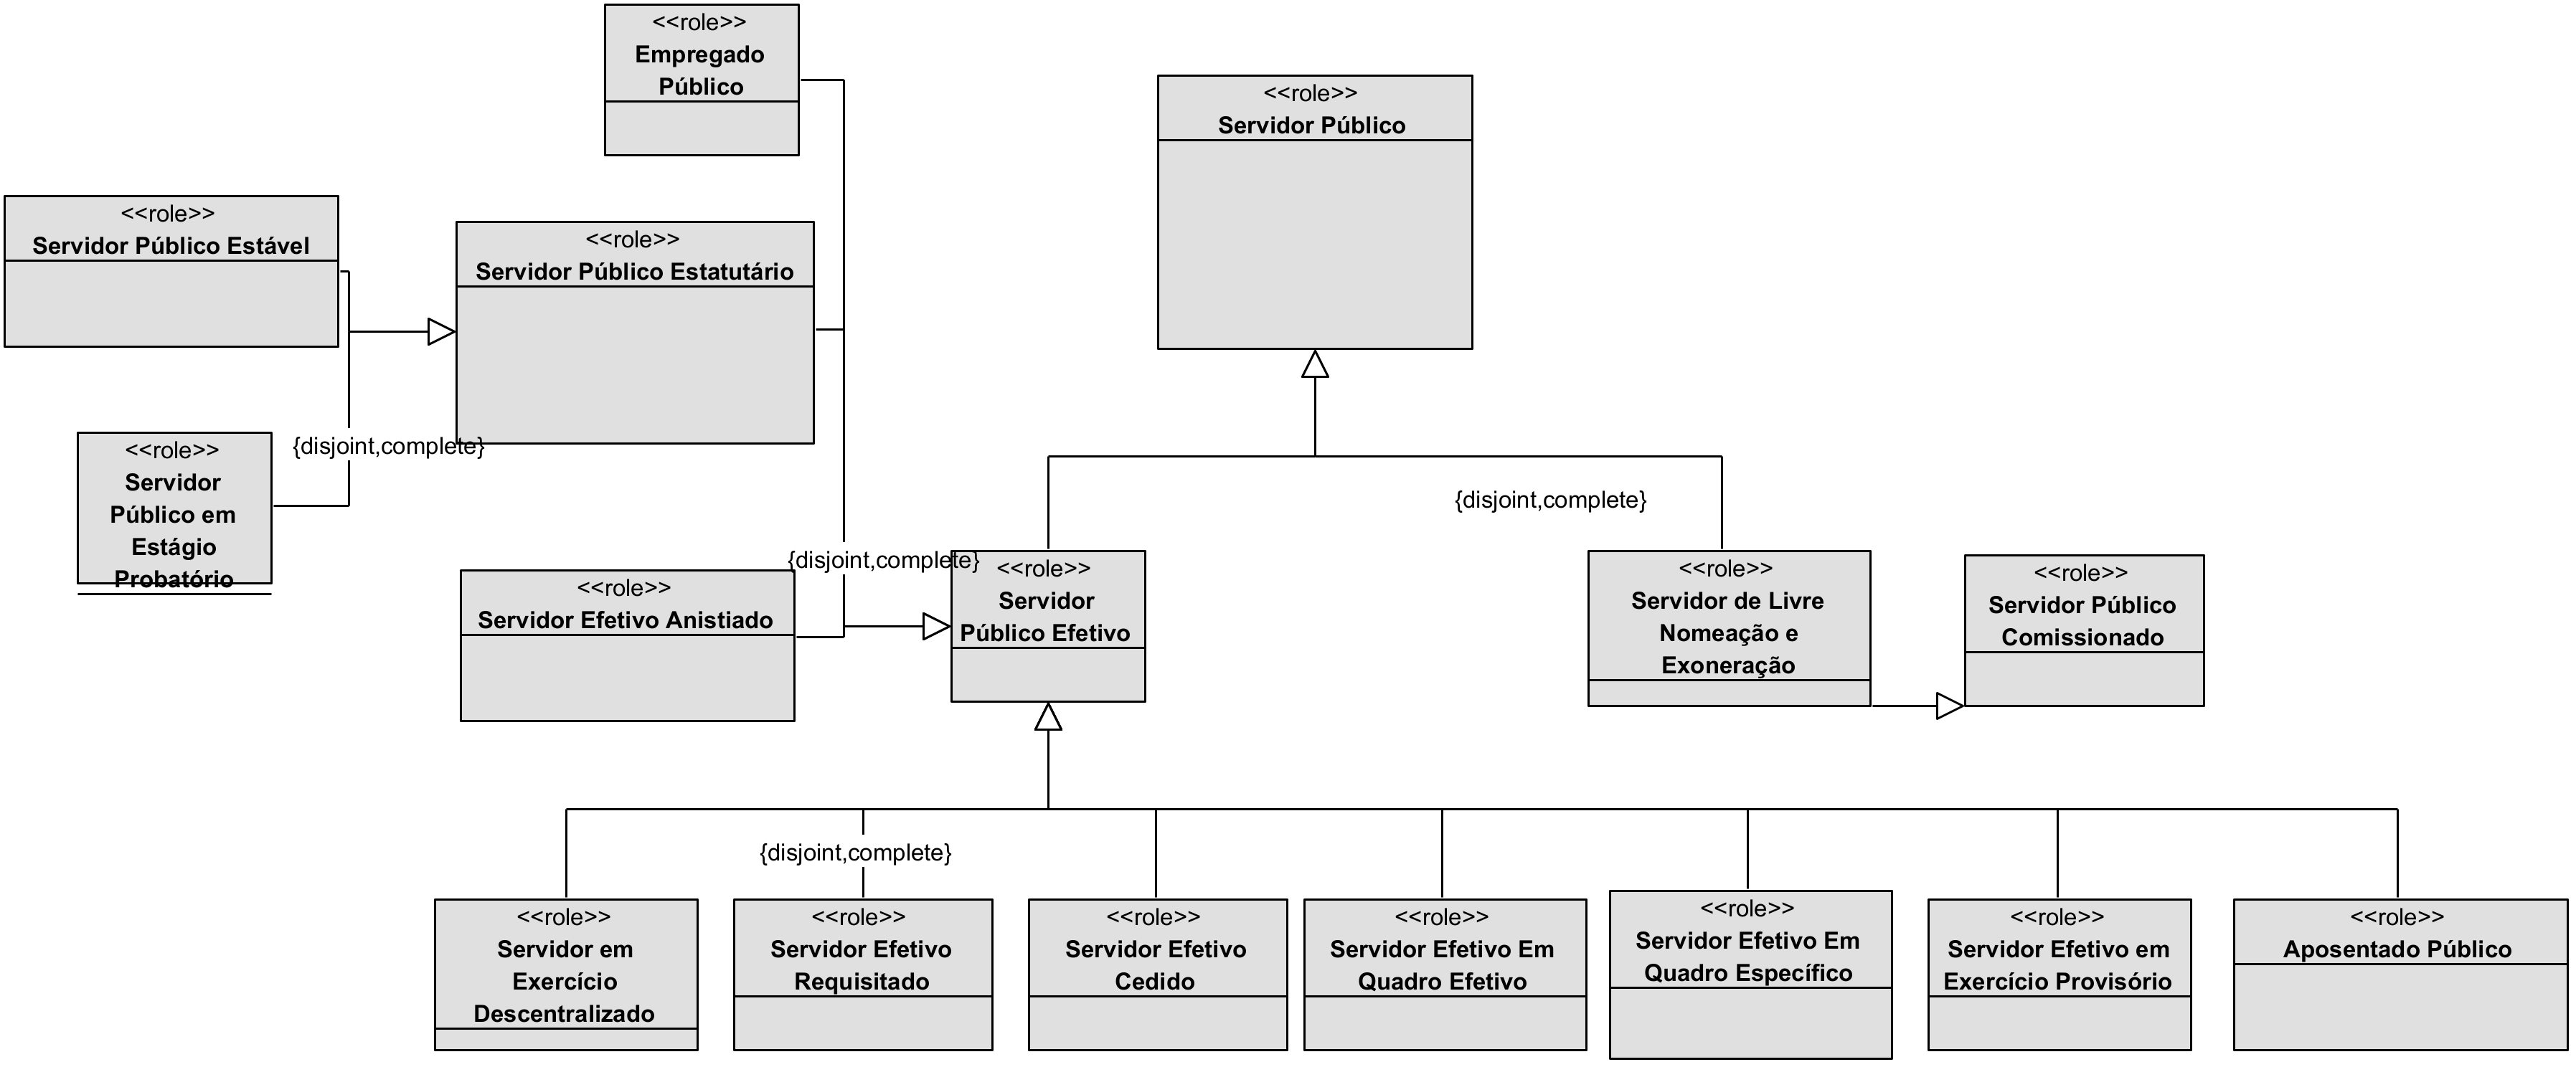 <<role>>
Empregado
Público
<<role>>
Servidor Público
<<role>>
Servidor Público Estável
<<role>>
Servidor Público Estatutário
<<role>>
Servidor
Público em
Estágio
Probatório
{disjoint,complete}
{disjoint,complete}
{disjoint,complete}
<<role>>
Servidor Efetivo Anistiado
<<role>>
Servidor
Público Efetivo
<<role>>
Servidor de Livre
Nomeação e
Exoneração
<<role>>
Servidor Público
Comissionado
{disjoint,complete}
<<role>>
Servidor em
Exercício
Descentralizado
<<role>>
Servidor Efetivo
Requisitado
<<role>>
Servidor Efetivo
Cedido
<<role>>
Servidor Efetivo Em
Quadro Efetivo
<<role>>
Servidor Efetivo Em
Quadro Específico
<<role>>
Servidor Efetivo em
Exercício Provisório
<<role>>
Aposentado Público